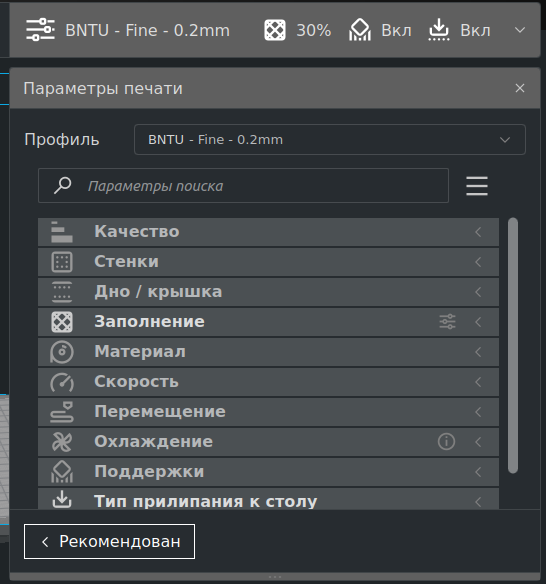 BNTU - Fine - 0.2mm 30% Вкл Вкл
Параметры печати
Профиль BNTU - Fine - 0.2mm
Параметры поиска
Качество
Стенки
Дно / крышка
Заполнение
Материал
Скорость
Перемещение
Охлаждение
Поддержки
Тип прилипания к столу
Рекомендован